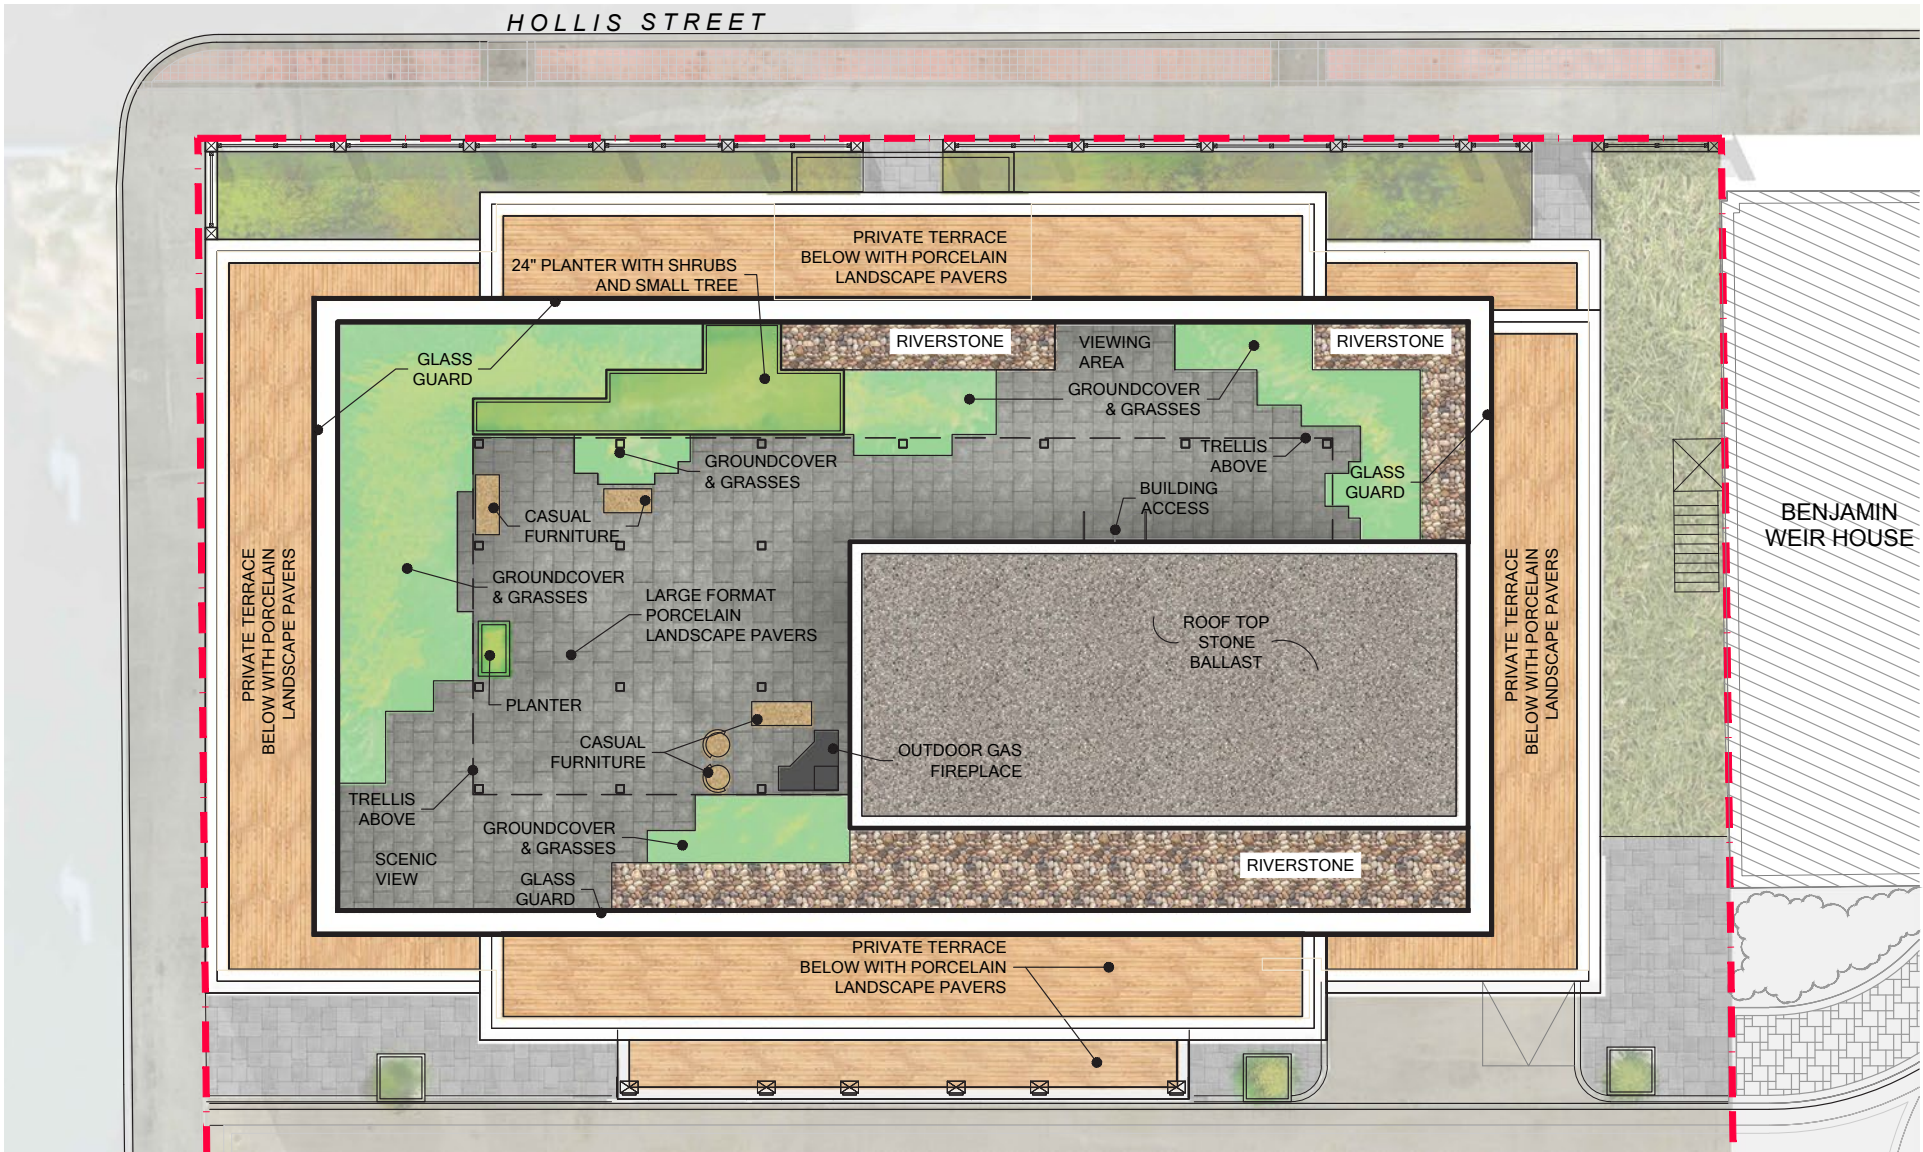 HOLLIS STREET
PRIVATE TERRACE
BELOW WITH PORCELAIN
LANDSCAPE PAVERS
24" PLANTER WITH SHRUBS
AND SMALL TREE
GLASS
GUARD
RIVERSTONE
VIEWING
AREA
RIVERSTONE
GROUNDCOVER
& GRASSES
TRELLIS
ABOVE
GLASS
GUARD
GROUNDCOVER
& GRASSES
BUILDING
ACCESS
CASUAL
FURNITURE
BENJAMIN
WEIR HOUSE
PRIVATE TERRACE
BELOW WITH PORCELAIN
LANDSCAPE PAVERS
GROUNDCOVER
& GRASSES
LARGE FORMAT
PORCELAIN
LANDSCAPE PAVERS
ROOF TOP
STONE
BALLAST
PRIVATE TERRACE
BELOW WITH PORCELAIN
LANDSCAPE PAVERS
PLANTER
CASUAL
FURNITURE
OUTDOOR GAS
FIREPLACE
TRELLIS
ABOVE
GROUNDCOVER
& GRASSES
SCENIC
VIEW
GLASS
GUARD
RIVERSTONE
PRIVATE TERRACE
BELOW WITH PORCELAIN
LANDSCAPE PAVERS